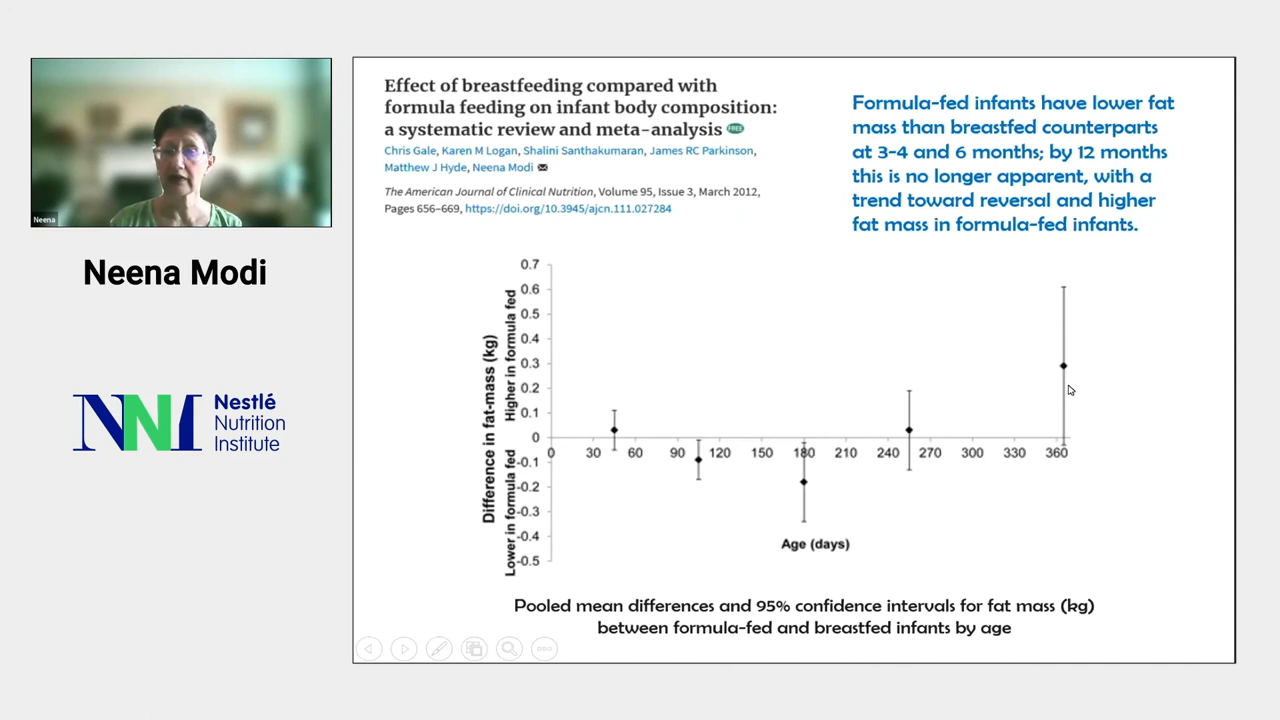 Neena
Neena Modi
NNI
Nestlé
Nutrition
Institute
Effect of breastfeeding compared with
formula feeding on infant body composition:
a systematic review and meta-analysis FREE
Chris Gale, Karen M Logan, Shalini Santhakumaran, James RC Parkinson,
Matthew J Hyde, Neena Modi
The American Journal of Clinical Nutrition, Volume 95, Issue 3, March 2012,
Pages 656–669, https://doi.org/10.3945/ajcn.111.027284
Formula-fed infants have lower fat
mass than breastfed counterparts
at 3-4 and 6 months; by 12 months
this is no longer apparent, with a
trend toward reversal and higher
fat mass in formula-fed infants.
Difference in fat-mass (kg)
Higher in formula fed
Lower in formula fed
0.7
0.6
0.5
0.4
0.3
0.2
0.1
0
-0.1
-0.2
-0.3
-0.4
-0.5
0 30 60 90 120 150 180 210 240 270 300 330 360
Age (days)
Pooled mean differences and 95% confidence intervals for fat mass (kg)
between formula-fed and breastfed infants by age